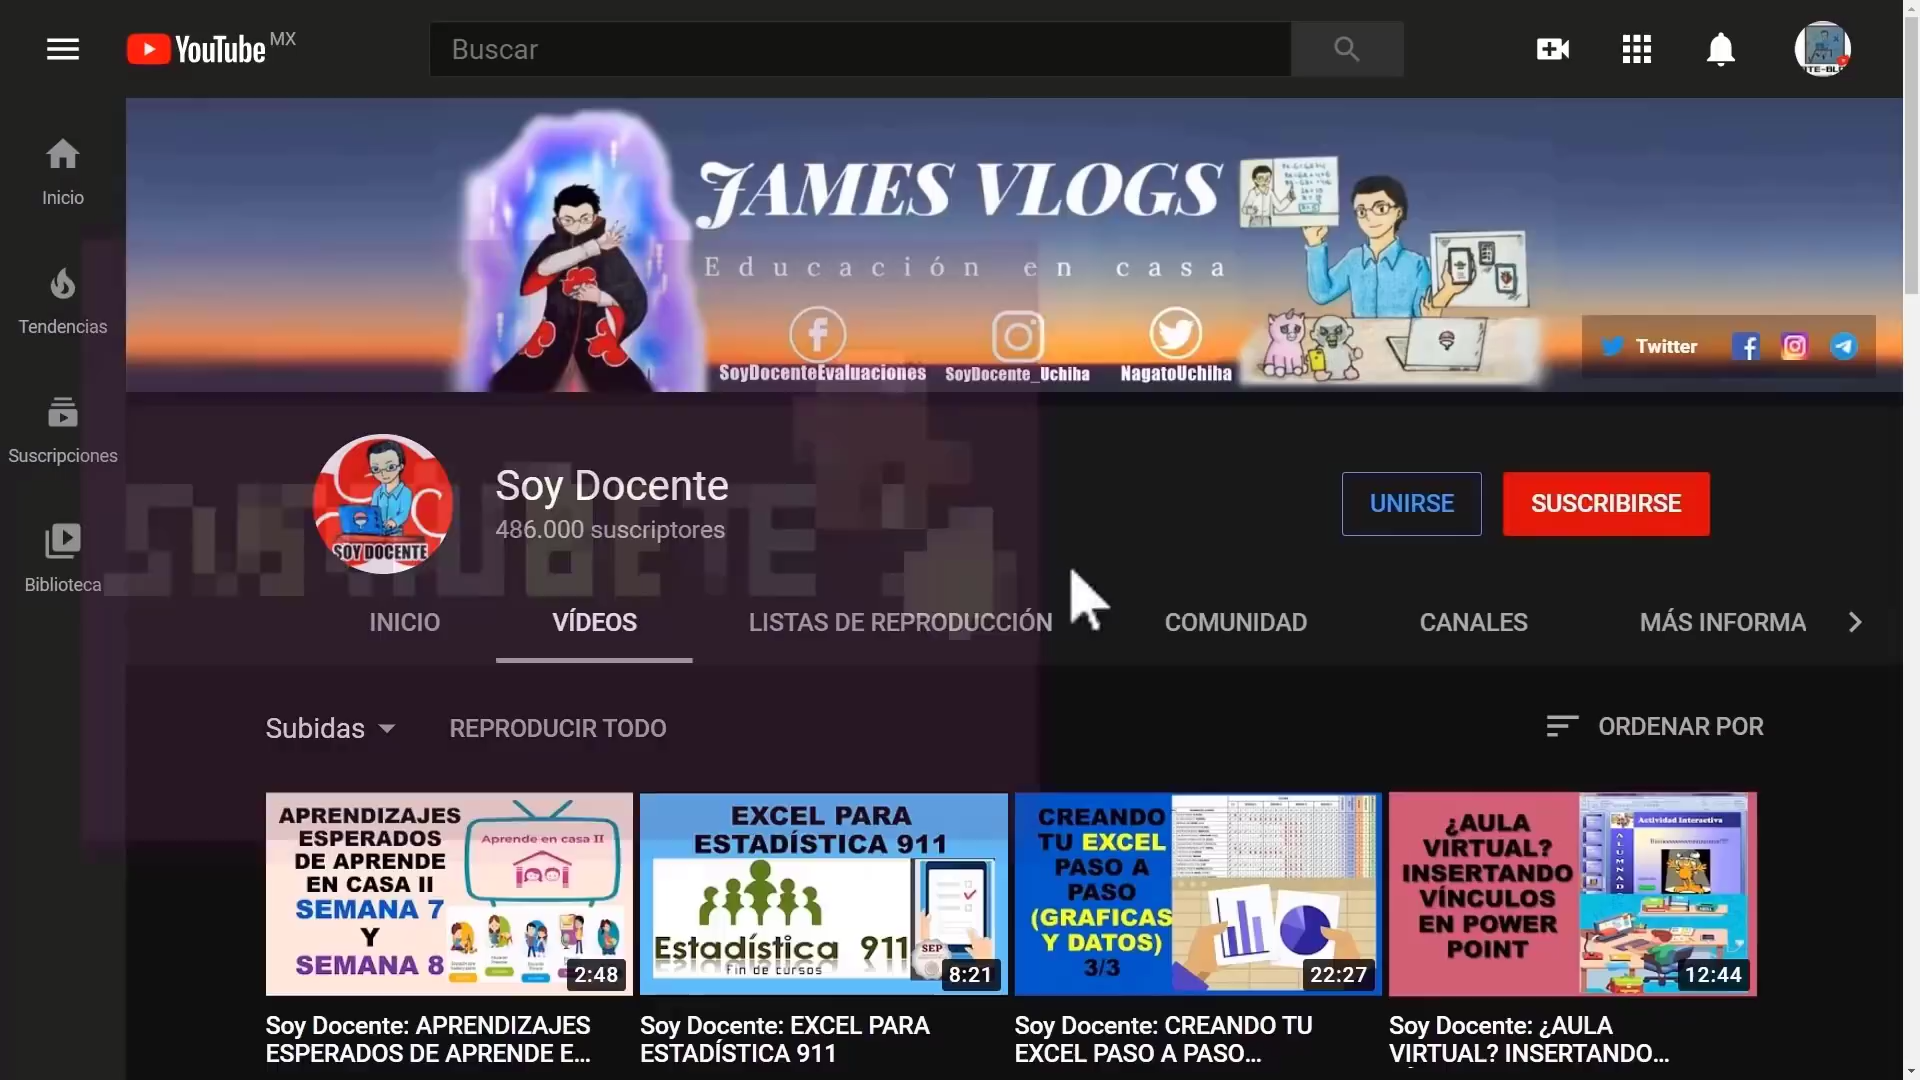 YouTube MX
Buscar
Inicio
Tendencias
Suscripciones
Biblioteca
JAMES VLOGS
Educación en casa
SoyDocenteEvaluaciones
SoyDocente_Uchiha
NagatoUchiha
Twitter
SOY DOCENTE
Soy Docente
486.000 suscriptores
UNIRSE
SUSCRIBIRSE
SUSCRIBETE
INICIO
VÍDEOS
LISTAS DE REPRODUCCIÓN
COMUNIDAD
CANALES
MÁS INFORMA
Subidas
REPRODUCIR TODO
ORDENAR POR
APRENDIZAJES
ESPERADOS
DE APRENDE
EN CASA II
SEMANA 7
Y
SEMANA 8
Aprende en casa II
2:48
EXCEL PARA
ESTADÍSTICA 911
Estadística 911
Fin de cursos
SEP
8:21
CREANDO
TU EXCEL
PASO A
PASO
(GRAFICAS
Y DATOS)
3/3
22:27
¿AULA
VIRTUAL?
INSERTANDO
VÍNCULOS
EN POWER
POINT
Actividad Interactiva
12:44
Soy Docente: APRENDIZAJES
ESPERADOS DE APRENDE E...
Soy Docente: EXCEL PARA
ESTADÍSTICA 911
Soy Docente: CREANDO TU
EXCEL PASO A PASO...
Soy Docente: ¿AULA
VIRTUAL? INSERTANDO...